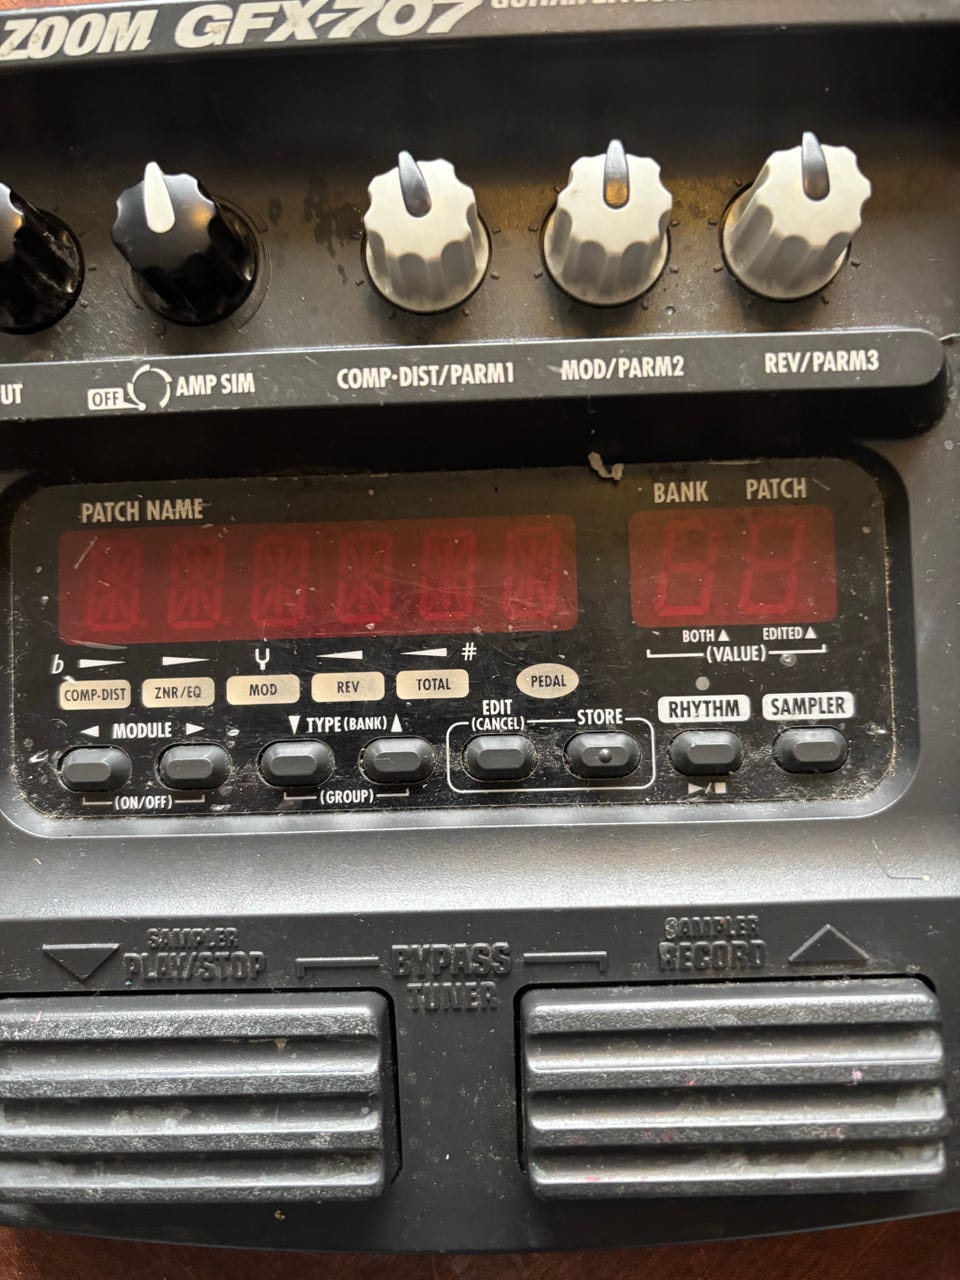 ZOOM GFX-707
UT
OFF AMP SIM
COMP·DIST/PARM1
MOD/PARM2
REV/PARM3
PATCH NAME
BANK PATCH
BOTH▲ EDITED▲
(VALUE)
b #
COMP·DIST ZNR/EQ MOD REV TOTAL PEDAL
◄ MODULE ►
▼ TYPE(BANK) ▲
EDIT
(CANCEL)
STORE
RHYTHM SAMPLER
(ON/OFF)
(GROUP)
►/■
SAMPLER
PLAY/STOP
BYPASS
TUNER
SAMPLER
RECORD